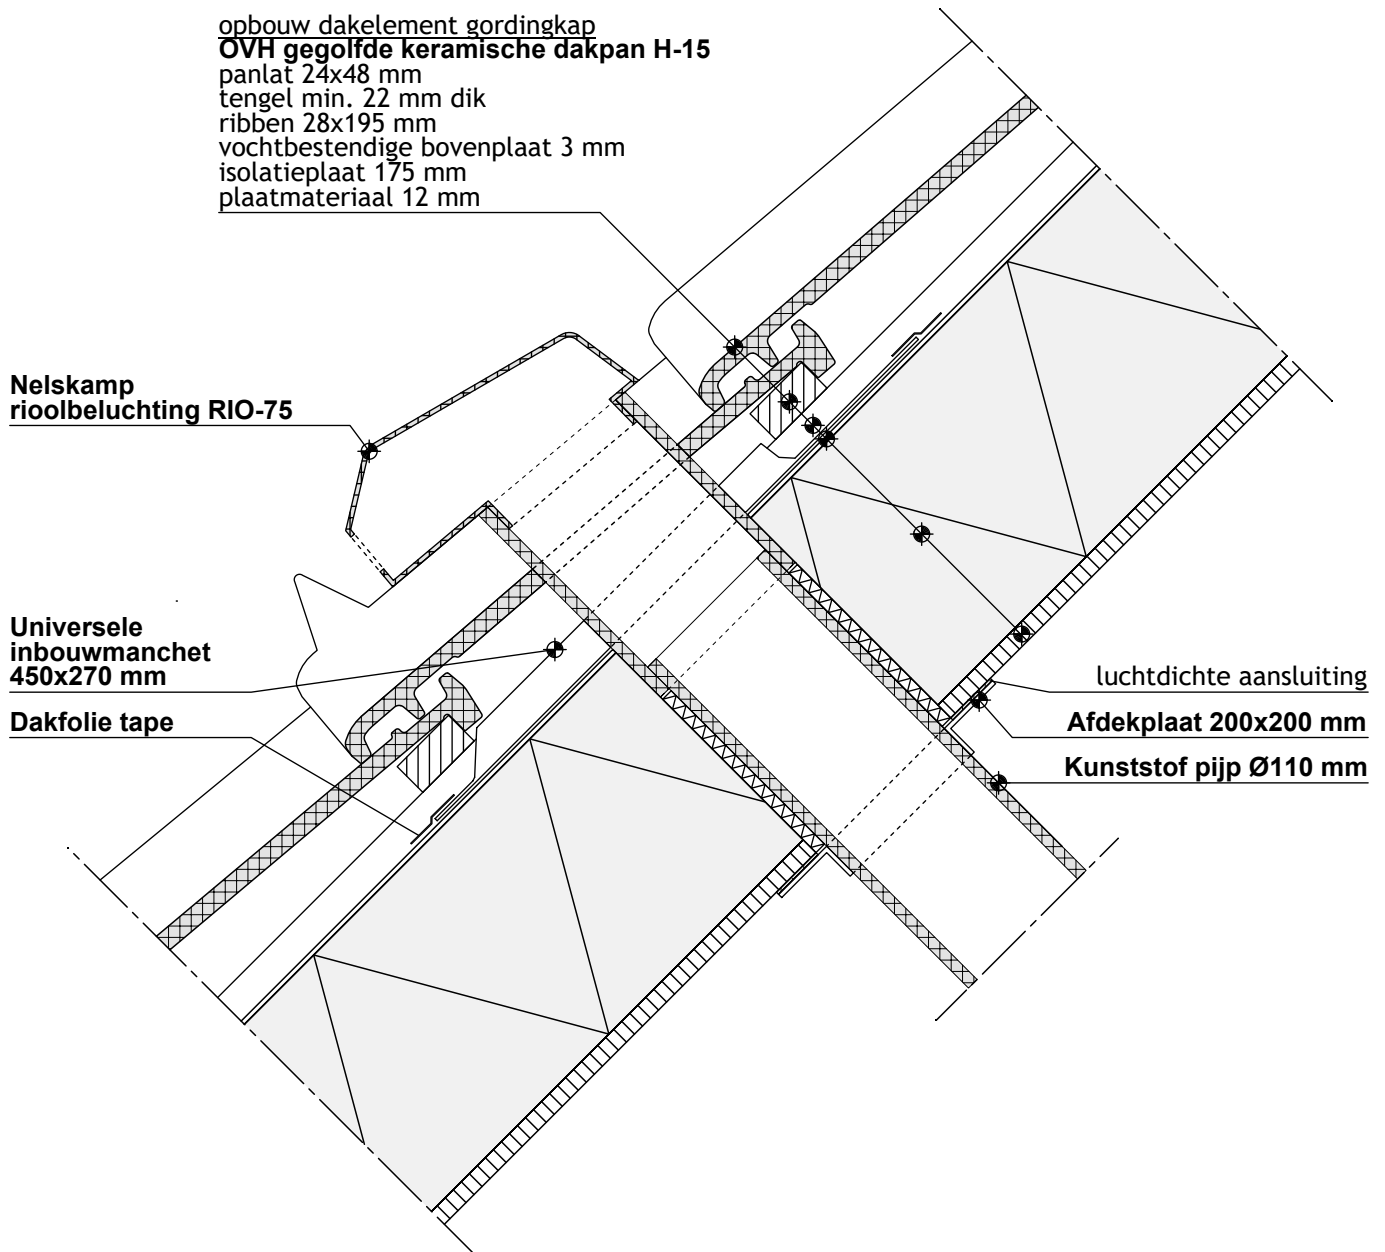 opbouw dakelement gordingkap
OVH gegolfde keramische dakpan H-15
panlat 24x48 mm
tengel min. 22 mm dik
ribben 28x195 mm
vochtbestendige bovenplaat 3 mm
isolatieplaat 175 mm
plaatmateriaal 12 mm
Nelskamp
rioolbeluchting RIO-75
Universele
inbouwmanchet
450x270 mm
Dakfolie tape
luchtdichte aansluiting
Afdekplaat 200x200 mm
Kunststof pijp Ø110 mm